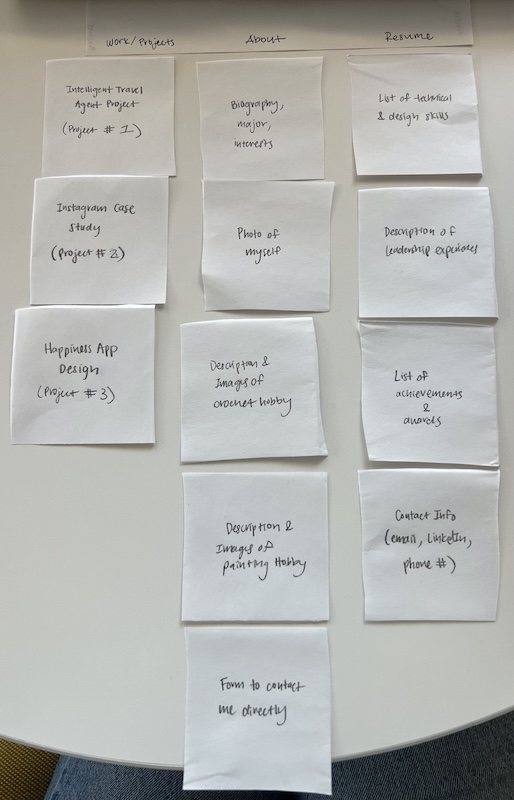 Work/Projects
About
Resume
Intelligent Travel
Agent Project
(Project # 1)
Instagram Case
Study
(Project # 2)
Happiness App
Design
(Project # 3)
Biography,
major,
interests
Photo of
myself
Description &
Images of
crochet hobby
Description &
Images of
painting Hobby
Form to contact
me directly
List of technical
& design skills
Description of
leadership experiences
List of
achievements
&
awards
Contact Info
(email, LinkedIn,
phone #)